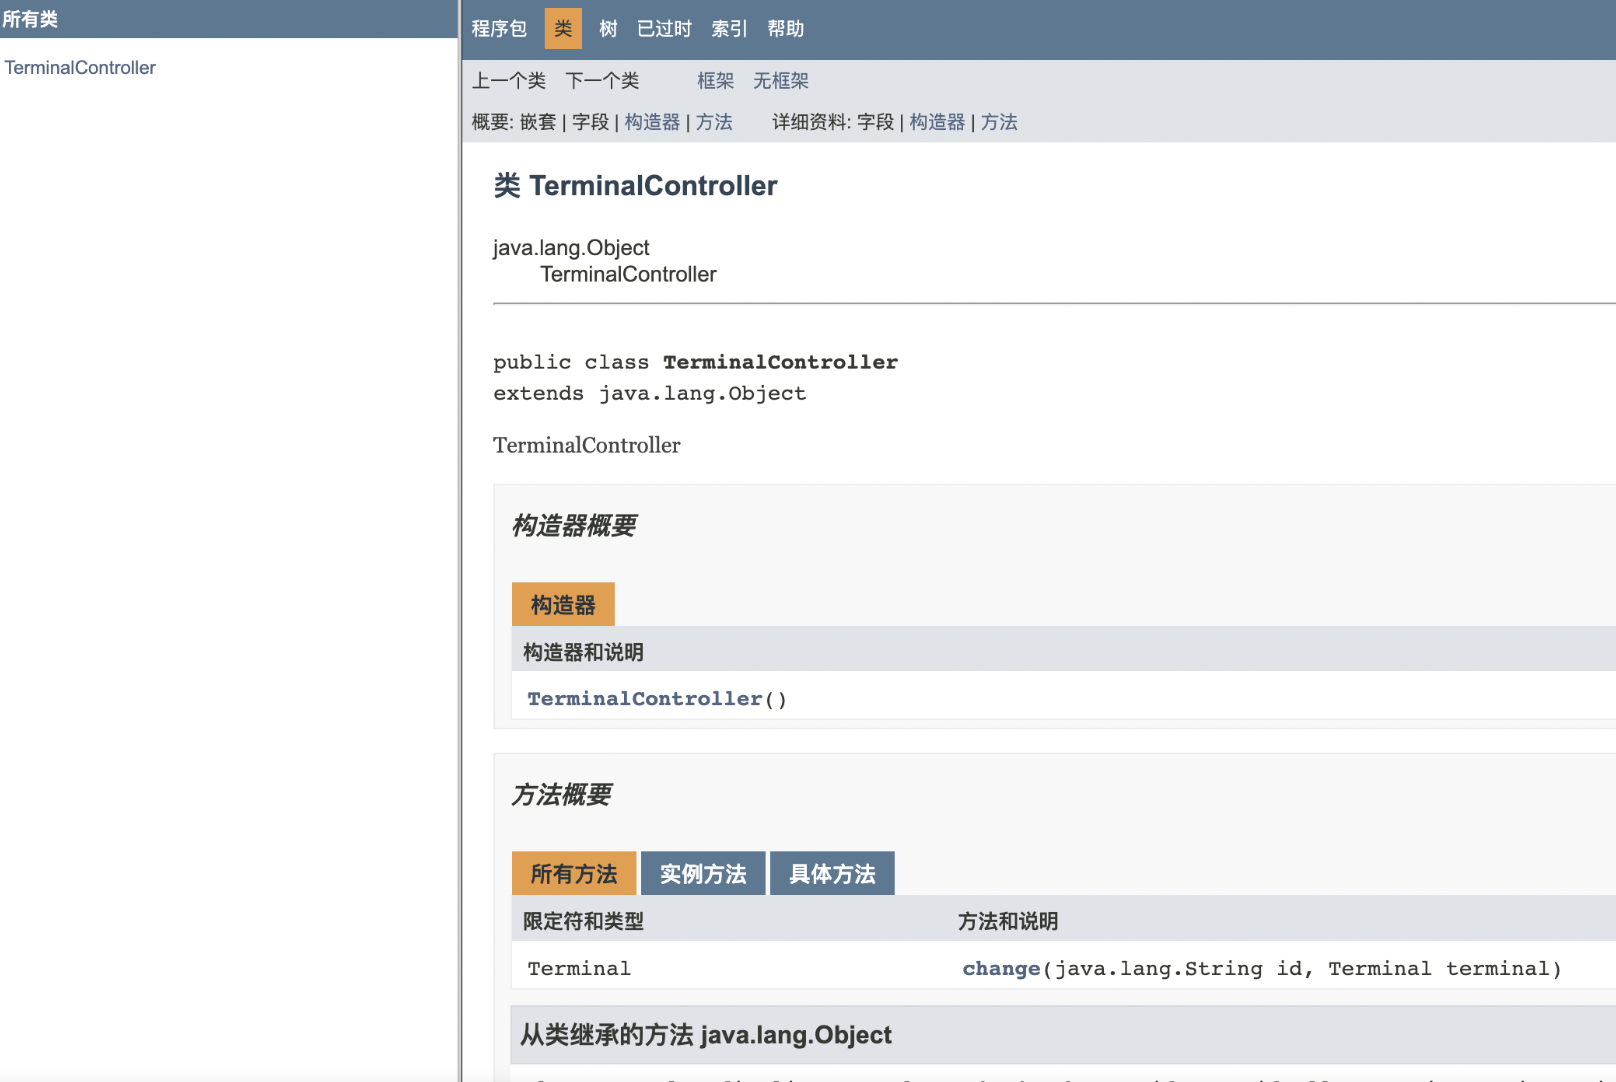 所有类
TerminalController
程序包 类 树 已过时 索引 帮助
上一个类 下一个类 框架 无框架
概要: 嵌套 | 字段 | 构造器 | 方法 详细资料: 字段 | 构造器 | 方法
类 TerminalController
java.lang.Object
TerminalController
public class TerminalController
extends java.lang.Object
TerminalController
构造器概要
构造器
构造器和说明
TerminalController()
方法概要
所有方法 实例方法 具体方法
限定符和类型 方法和说明
Terminal change(java.lang.String id, Terminal terminal)
从类继承的方法 java.lang.Object